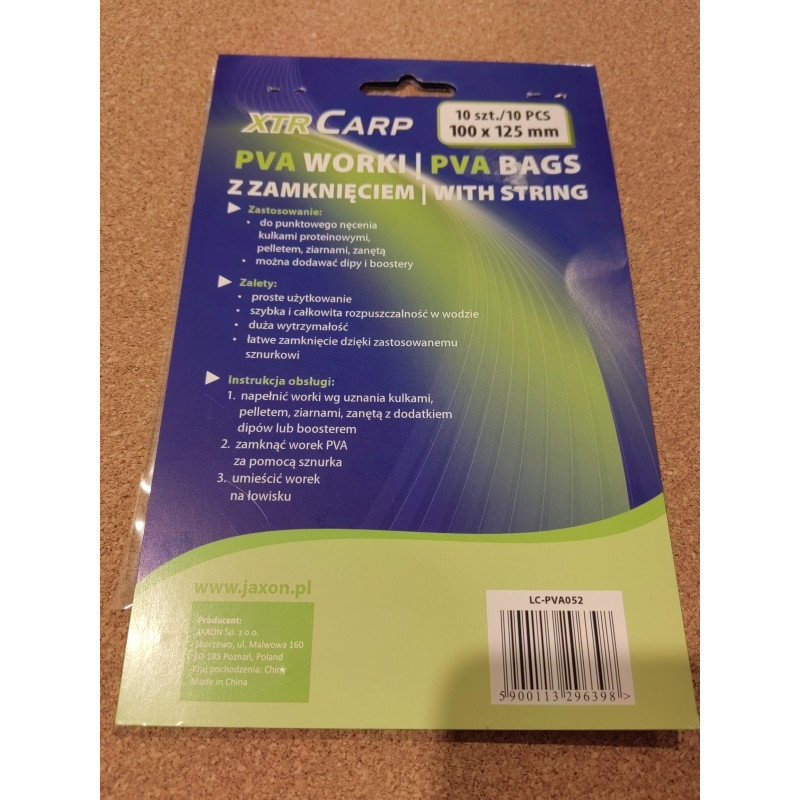 XTR CARP
10 szt./10 PCS
100 x 125 mm
PVA WORKI | PVA BAGS
Z ZAMKNIĘCIEM | WITH STRING
Zastosowanie:
• do punktowego nęcenia
kulkami proteinowymi,
pelletem, ziarnami, zanętą
• można dodawać dipy i boostery
Zalety:
• proste użytkowanie
• szybka i całkowita rozpuszczalność w wodzie
• duża wytrzymałość
• łatwe zamknięcie dzięki zastosowanemu
sznurkowi
Instrukcja obsługi:
1. napełnić worki wg uznania kulkami,
pelletem, ziarnami, zanętą z dodatkiem
dipów lub boosterem
2. zamknąć worek PVA
za pomocą sznurka
3. umieścić worek
na łowisku
www.jaxon.pl
Producent:
JAXON Sp. z o.o.
Skórzewo, ul. Malwowa 160
60-185 Poznań, Poland
Kraj pochodzenia: Chiny
Made in China
LC-PVA052
5 900113 296398 >